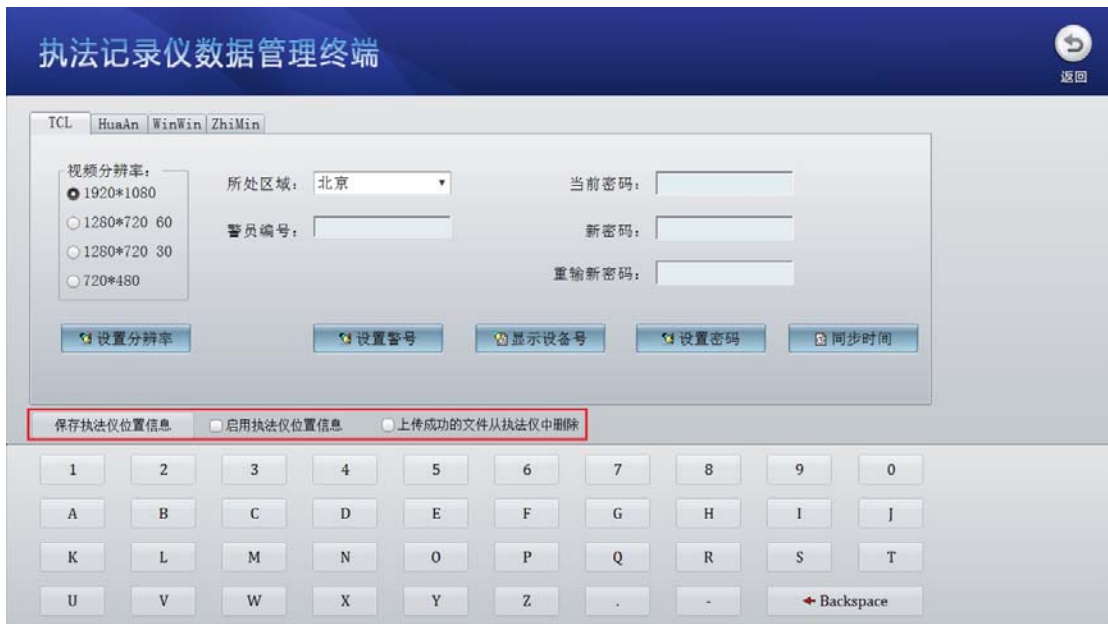 执法记录仪数据管理终端
返回
TCL HuaAn WinWin ZhiMin
视频分辨率：
1920*1080
1280*720 60
1280*720 30
720*480
所处区域： 北京
警员编号：
当前密码：
新密码：
重输新密码：
设置分辨率 设置警号 显示设备号 设置密码 同步时间
保存执法仪位置信息 启用执法仪位置信息 上传成功的文件从执法仪中删除
1 2 3 4 5 6 7 8 9 0
A B C D E F G H I J
K L M N O P Q R S T
U V W X Y Z . - Backspace